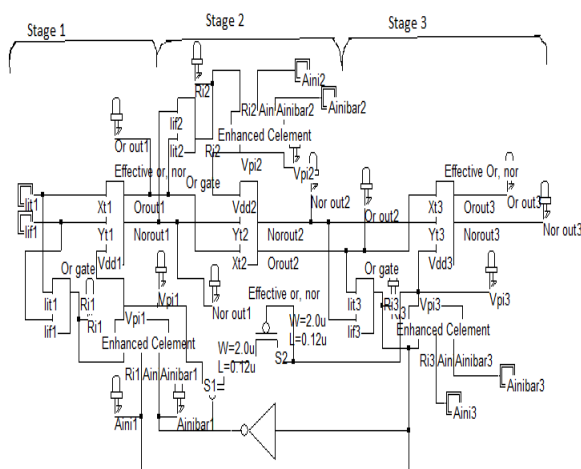 Stage 1
Stage 2
Stage 3
Ri2
Aini2
Ri2 Ain Ainibar2
Ainibar2
Iif2
Iit2
Or out1
Enhanced Celement
Ri2
Vpi2
Vpi2
Effective or, nor
Or gate
Nor out1
Effective Or, nor
Iit1
Iif1
Xt1
Yt1
Vdd1
Orout1
Norout1
Vdd2
Yt2
Xt2
Or out2
Norout2
Orout2
Xt3
Yt3
Vdd3
Or out3
Orout3
Norout3
Nor out3
Or gate
Iit1
Iif1
Ri1
Ri1
Vpi1
Vpi1
Nor out1
Effective or, nor
Or gate
Iit3
Iif3
Ri3
Vpi3
Vpi3
W=2.0u
L=0.12u
W=2.0u
L=0.12u
S2
S1
Enhanced Celement
Ri1 Ain Ainibar1
Aini1
Ainibar1
Enhanced Celement
Ri3 Ain Ainibar3
Ainibar3
Aini3